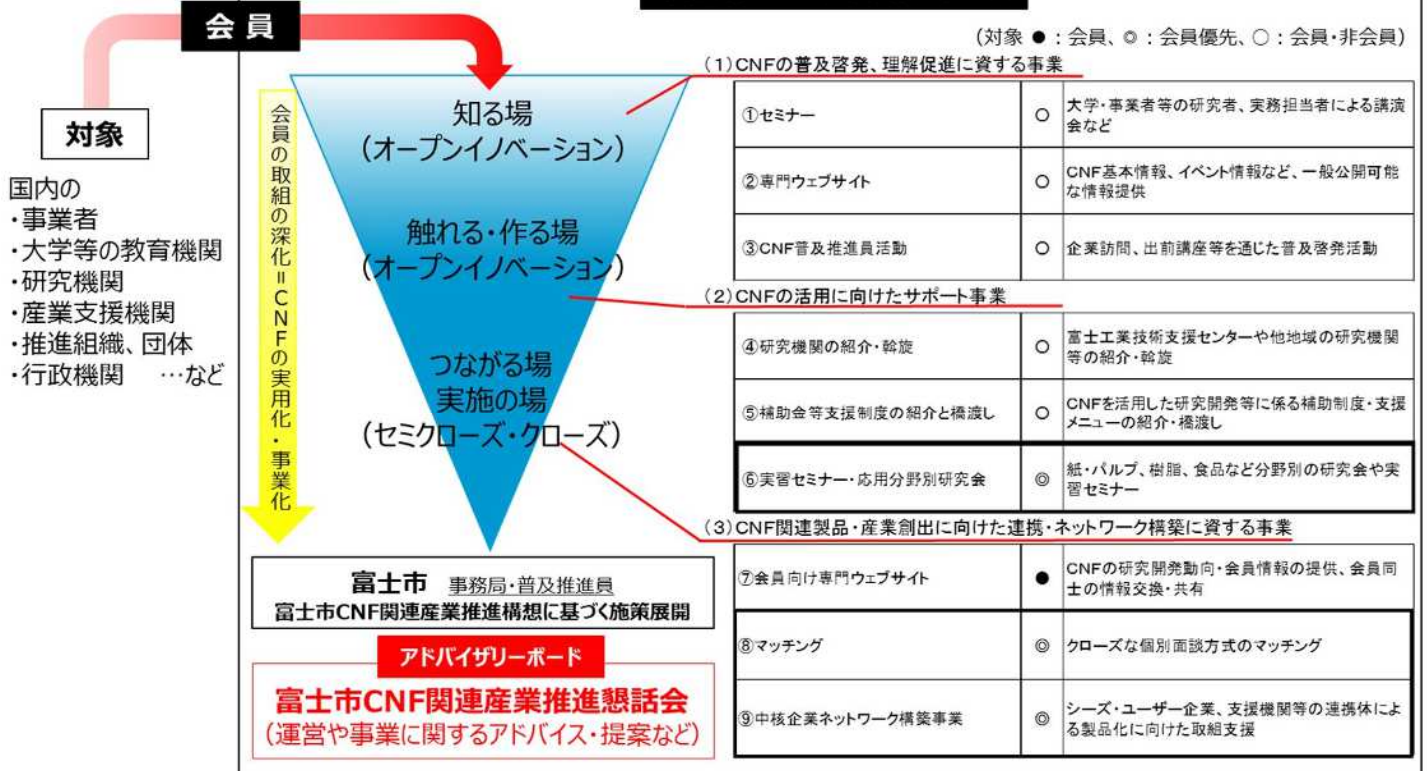 会員
対象
国内の
・事業者
・大学等の教育機関
・研究機関
・産業支援機関
・推進組織、団体
・行政機関 …など
会員の取組の深化=CNFの実用化・事業化
知る場
(オープンイノベーション)
触れる・作る場
(オープンイノベーション)
つながる場
実施の場
(セミクローズ・クローズ)
富士市 事務局・普及推進員
富士市CNF関連産業推進構想に基づく施策展開
アドバイザリーボード
富士市CNF関連産業推進懇話会
(運営や事業に関するアドバイス・提案など)
(対象 ●:会員、◎:会員優先、○:会員・非会員)
(1)CNFの普及啓発、理解促進に資する事業
①セミナー ○ 大学・事業者等の研究者、実務担当者による講演
会など
②専門ウェブサイト ○ CNF基本情報、イベント情報など、一般公開可能
な情報提供
③CNF普及推進員活動 ○ 企業訪問、出前講座等を通じた普及啓発活動
(2)CNFの活用に向けたサポート事業
④研究機関の紹介・斡旋 ○ 富士工業技術支援センターや他地域の研究機関
等の紹介・斡旋
⑤補助金等支援制度の紹介と橋渡し ○ CNFを活用した研究開発等に係る補助制度・支援
メニューの紹介・橋渡し
⑥実習セミナー・応用分野別研究会 ◎ 紙・パルプ、樹脂、食品など分野別の研究会や実
習セミナー
(3)CNF関連製品・産業創出に向けた連携・ネットワーク構築に資する事業
⑦会員向け専門ウェブサイト ● CNFの研究開発動向・会員情報の提供、会員同
士の情報交換・共有
⑧マッチング ◎ クローズな個別面談方式のマッチング
⑨中核企業ネットワーク構築事業 ◎ シーズ・ユーザー企業、支援機関等の連携体によ
る製品化に向けた取組支援